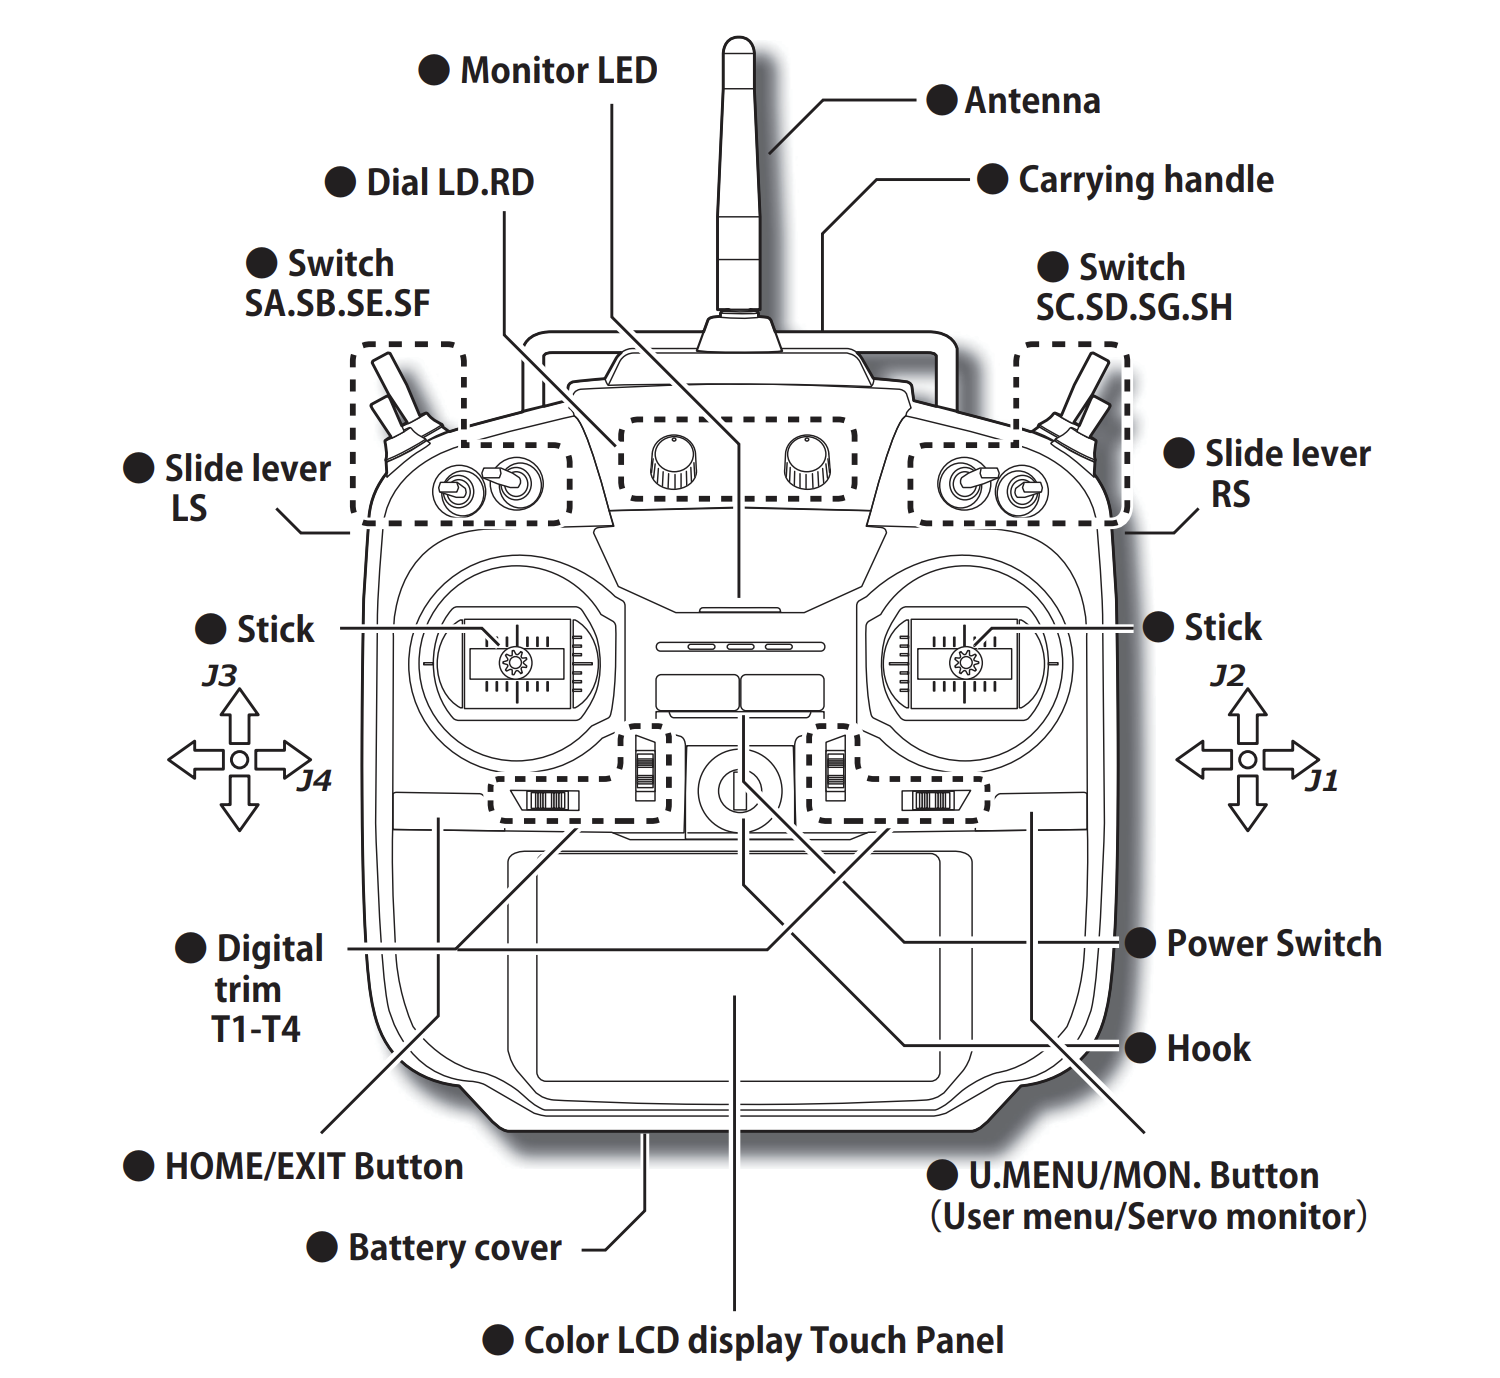 ● Monitor LED
● Antenna
● Dial LD.RD
● Carrying handle
● Switch
SA.SB.SE.SF
● Switch
SC.SD.SG.SH
● Slide lever
LS
● Slide lever
RS
● Stick
J3
J4
● Stick
J2
J1
● Digital
trim
T1-T4
● Power Switch
● Hook
● HOME/EXIT Button
● U.MENU/MON. Button
（User menu/Servo monitor）
● Battery cover
● Color LCD display Touch Panel